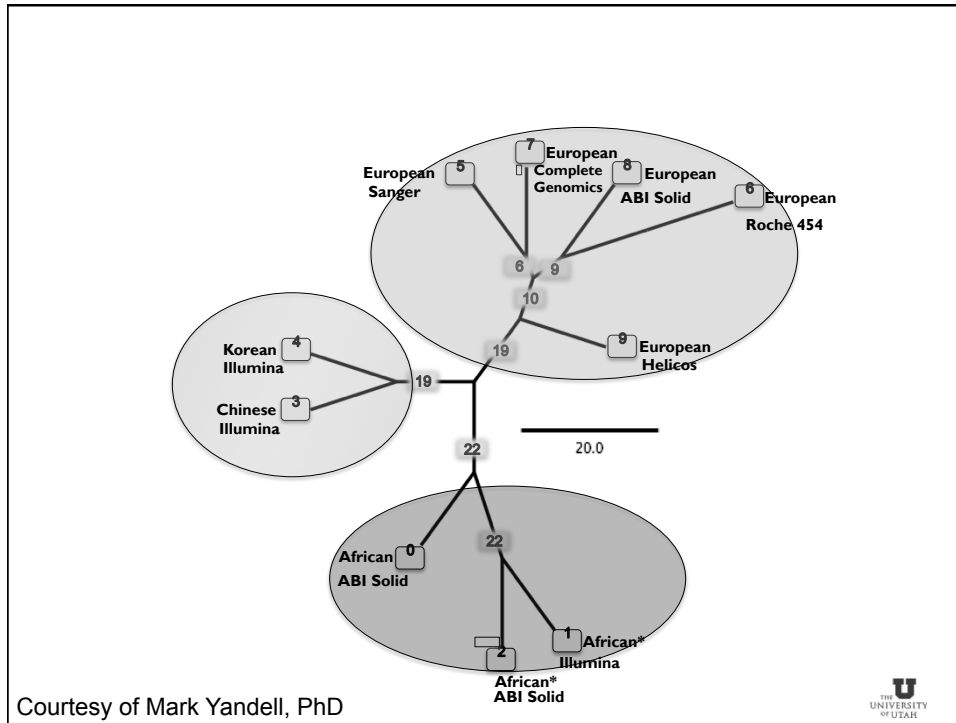 7
European
Complete
Genomics
5
European
Sanger
8
European
ABI Solid
6
European
Roche 454
6
9
10
19
9
European
Helicos
4
Korean
Illumina
3
Chinese
Illumina
19
20.0
22
22
0
African
ABI Solid
1
African*
Illumina
2
African*
ABI Solid
Courtesy of Mark Yandell, PhD
THE
U
UNIVERSITY
OF UTAH